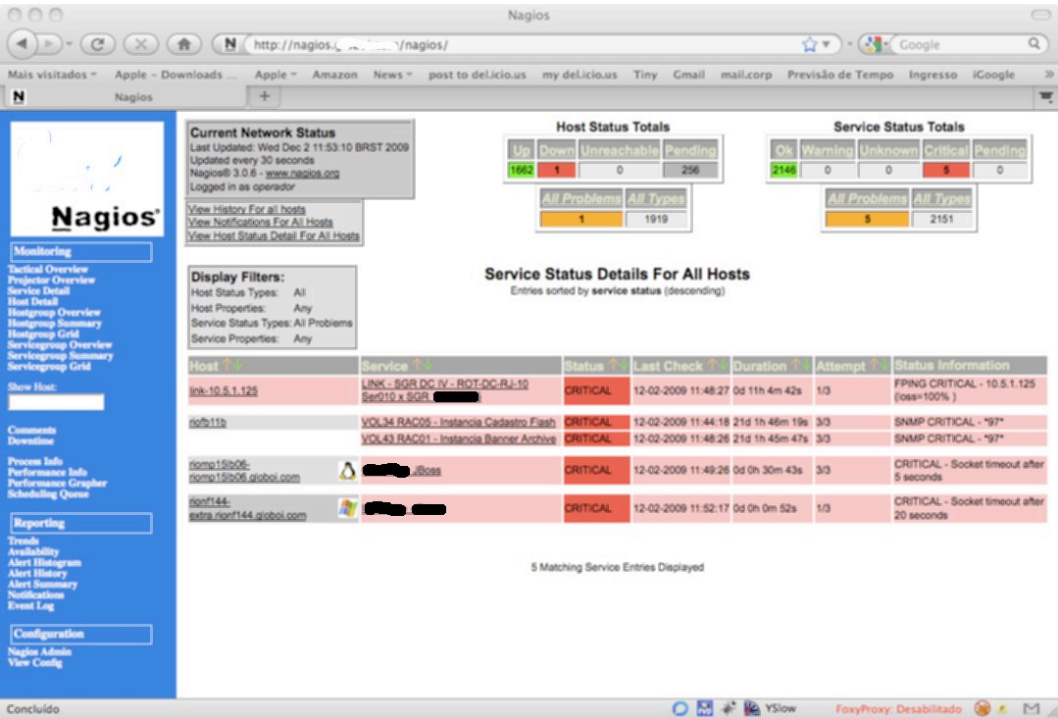 Nagios
http://nagios. /nagios/
Google
Mais visitados Apple – Downloads ... Apple Amazon News post to del.icio.us my del.icio.us Tiny Gmail mail.corp Previsão de Tempo Ingresso iGoogle »
N Nagios +
Nagios®
Monitoring
Tactical Overview
Projector Overview
Service Detail
Host Detail
Hostgroup Overview
Hostgroup Summary
Hostgroup Grid
Servicegroup Overview
Servicegroup Summary
Servicegroup Grid
Show Host:
Comments
Downtime
Process Info
Performance Info
Performance Grapher
Scheduling Queue
Reporting
Trends
Availability
Alert Histogram
Alert History
Alert Summary
Notifications
Event Log
Configuration
Nagios Admin
View Config
Current Network Status
Last Updated: Wed Dec 2 11:53:10 BRST 2009
Updated every 30 seconds
Nagios® 3.0.6 - www.nagios.org
Logged in as operador
View History For all hosts
View Notifications For All Hosts
View Host Status Detail For All Hosts
Host Status Totals
Up Down Unreachable Pending
1662 1 0 256
All Problems All Types
1 1919
Service Status Totals
Ok Warning Unknown Critical Pending
2146 0 0 5 0
All Problems All Types
5 2151
Display Filters:
Host Status Types: All
Host Properties: Any
Service Status Types: All Problems
Service Properties: Any
Service Status Details For All Hosts
Entries sorted by service status (descending)
Host Service Status Last Check Duration Attempt Status Information
link-10.5.1.125 LINK - SGR DC IV - ROT-DC-RJ-10 CRITICAL 12-02-2009 11:48:27 0d 11h 4m 42s 1/3 FPING CRITICAL - 10.5.1.125
Ser010 x SGR (loss=100% )
riofb11b VOL34 RAC05 - Instancia Cadastro Flash CRITICAL 12-02-2009 11:44:18 21d 1h 46m 19s 3/3 SNMP CRITICAL - *97*
VOL43 RAC01 - Instancia Banner Archive CRITICAL 12-02-2009 11:48:26 21d 1h 45m 47s 3/3 SNMP CRITICAL - *97*
riomp15lb06- JBoss CRITICAL 12-02-2009 11:49:26 0d 0h 30m 43s 3/3 CRITICAL - Socket timeout after
riomp15lb06.globoi.com 5 seconds
rionf144- CRITICAL 12-02-2009 11:52:17 0d 0h 0m 52s 1/3 CRITICAL - Socket timeout after
extra.rionf144.globoi.com 20 seconds
5 Matching Service Entries Displayed
Concluído YSlow FoxyProxy: Desabilitado